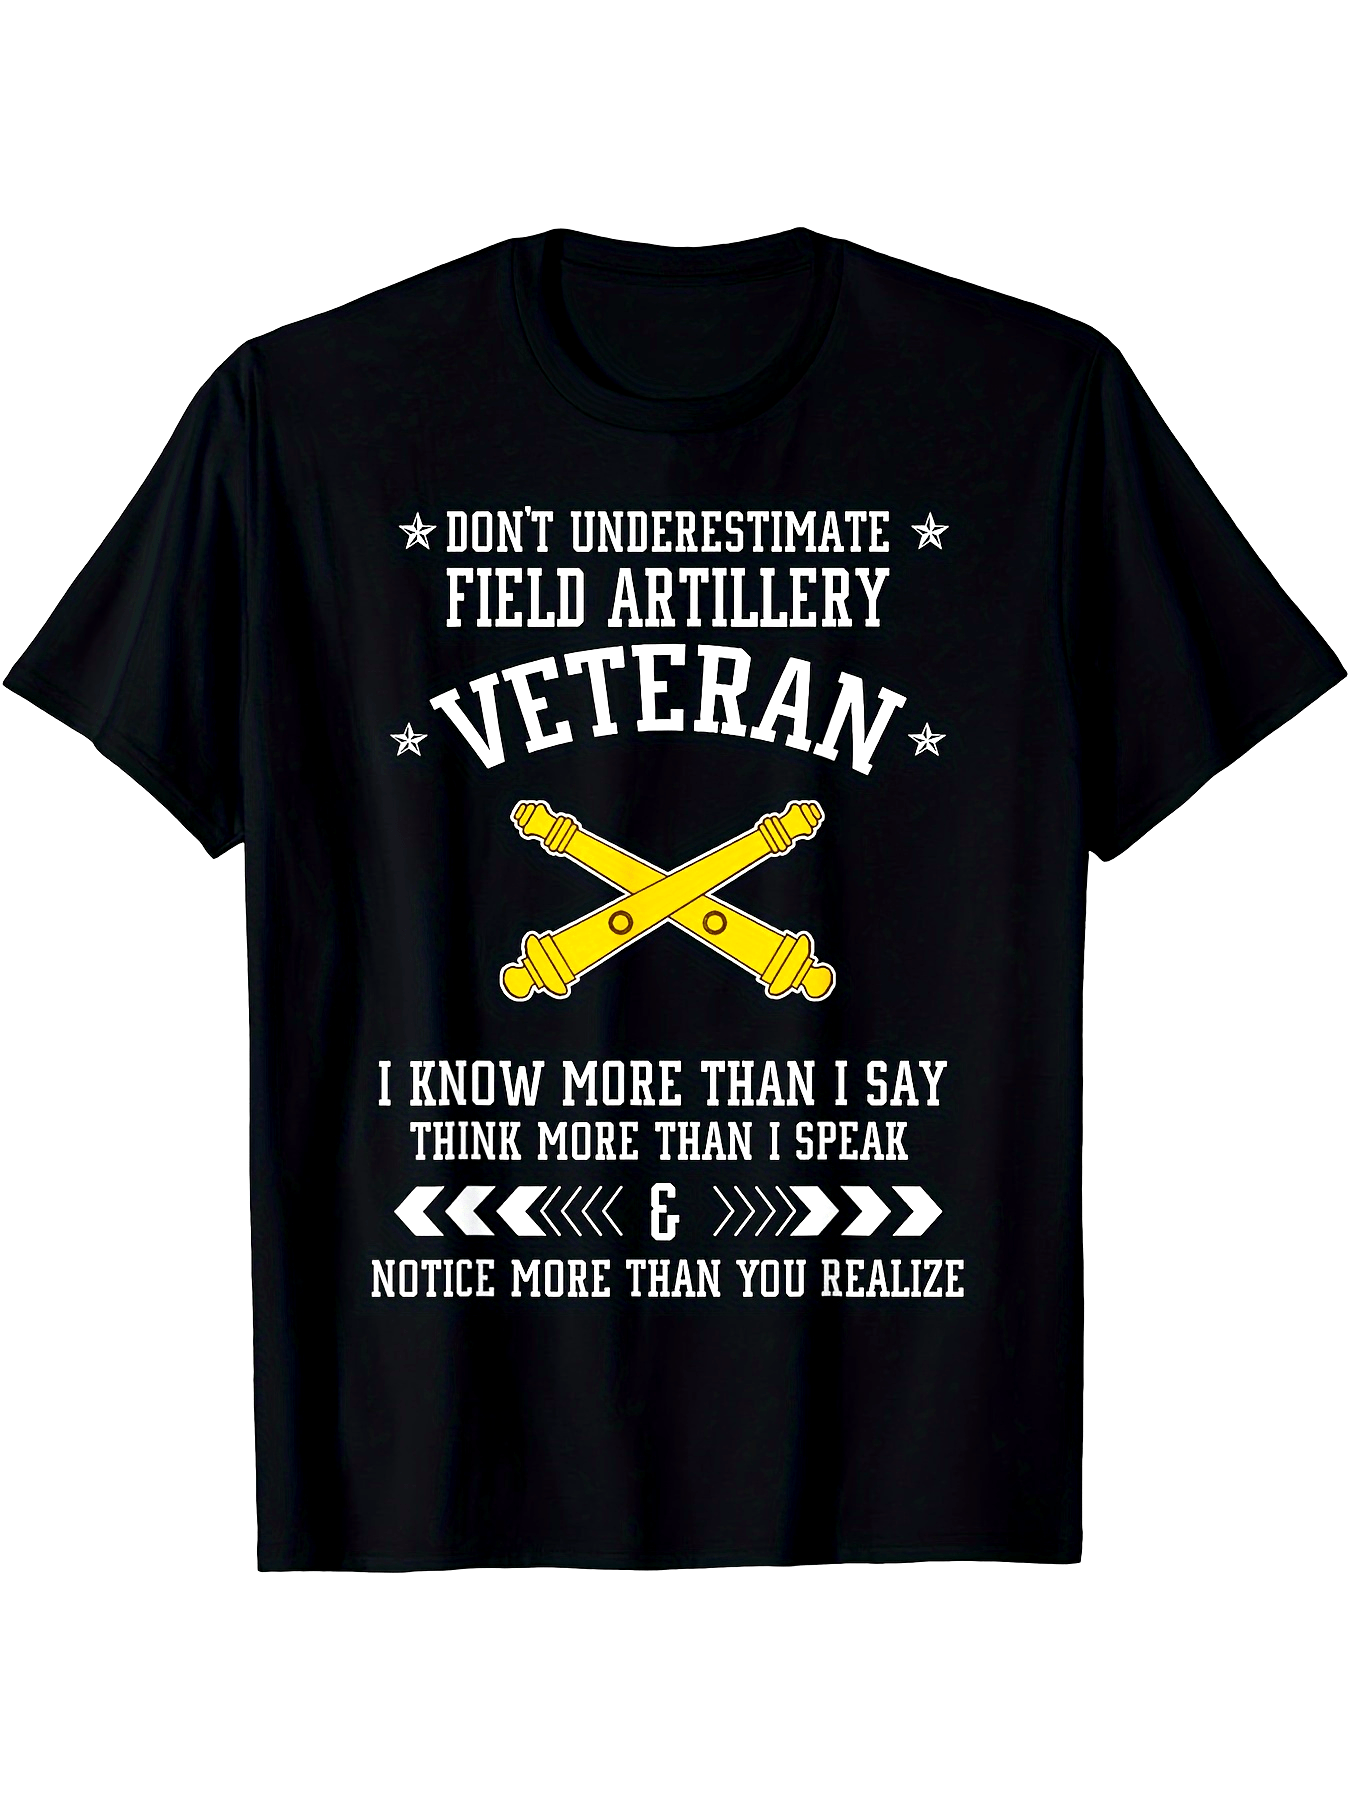 DON'T UNDERESTIMATE
FIELD ARTILLERY
VETERAN
I KNOW MORE THAN I SAY
THINK MORE THAN I SPEAK
&
NOTICE MORE THAN YOU REALIZE